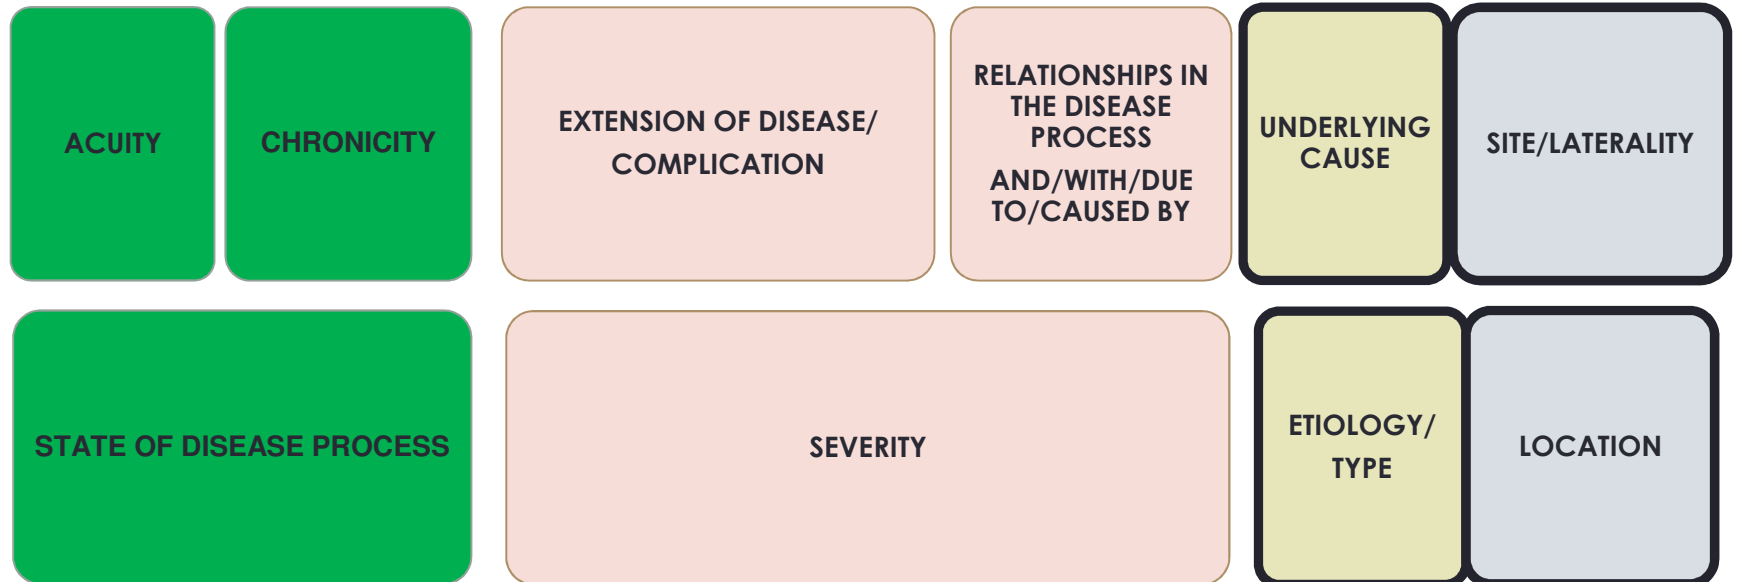 ACUITY
CHRONICITY
EXTENSION OF DISEASE/
COMPLICATION
RELATIONSHIPS IN
THE DISEASE
PROCESS
AND/WITH/DUE
TO/CAUSED BY
UNDERLYING
CAUSE
SITE/LATERALITY
STATE OF DISEASE PROCESS
SEVERITY
ETIOLOGY/
TYPE
LOCATION